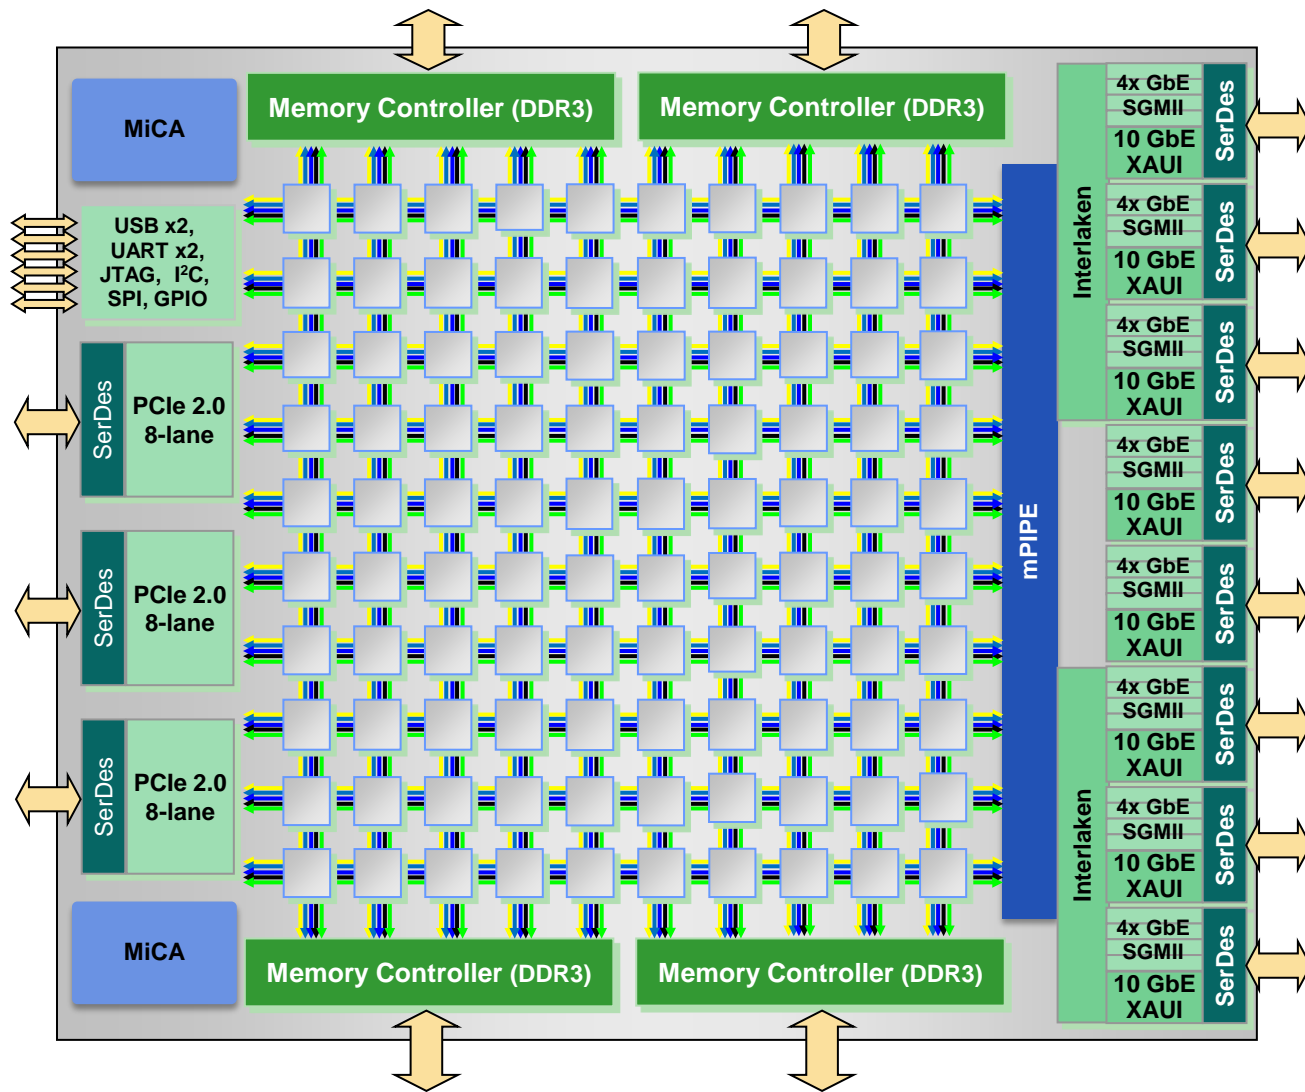 MiCA
Memory Controller (DDR3)
Memory Controller (DDR3)
USB x2,
UART x2,
JTAG, I²C,
SPI, GPIO
SerDes
PCIe 2.0
8-lane
SerDes
PCIe 2.0
8-lane
SerDes
PCIe 2.0
8-lane
MiCA
Memory Controller (DDR3)
Memory Controller (DDR3)
mPIPE
Interlaken
Interlaken
4x GbE
SGMII
10 GbE
XAUI
SerDes
4x GbE
SGMII
10 GbE
XAUI
SerDes
4x GbE
SGMII
10 GbE
XAUI
SerDes
4x GbE
SGMII
10 GbE
XAUI
SerDes
4x GbE
SGMII
10 GbE
XAUI
SerDes
4x GbE
SGMII
10 GbE
XAUI
SerDes
4x GbE
SGMII
10 GbE
XAUI
SerDes
4x GbE
SGMII
10 GbE
XAUI
SerDes